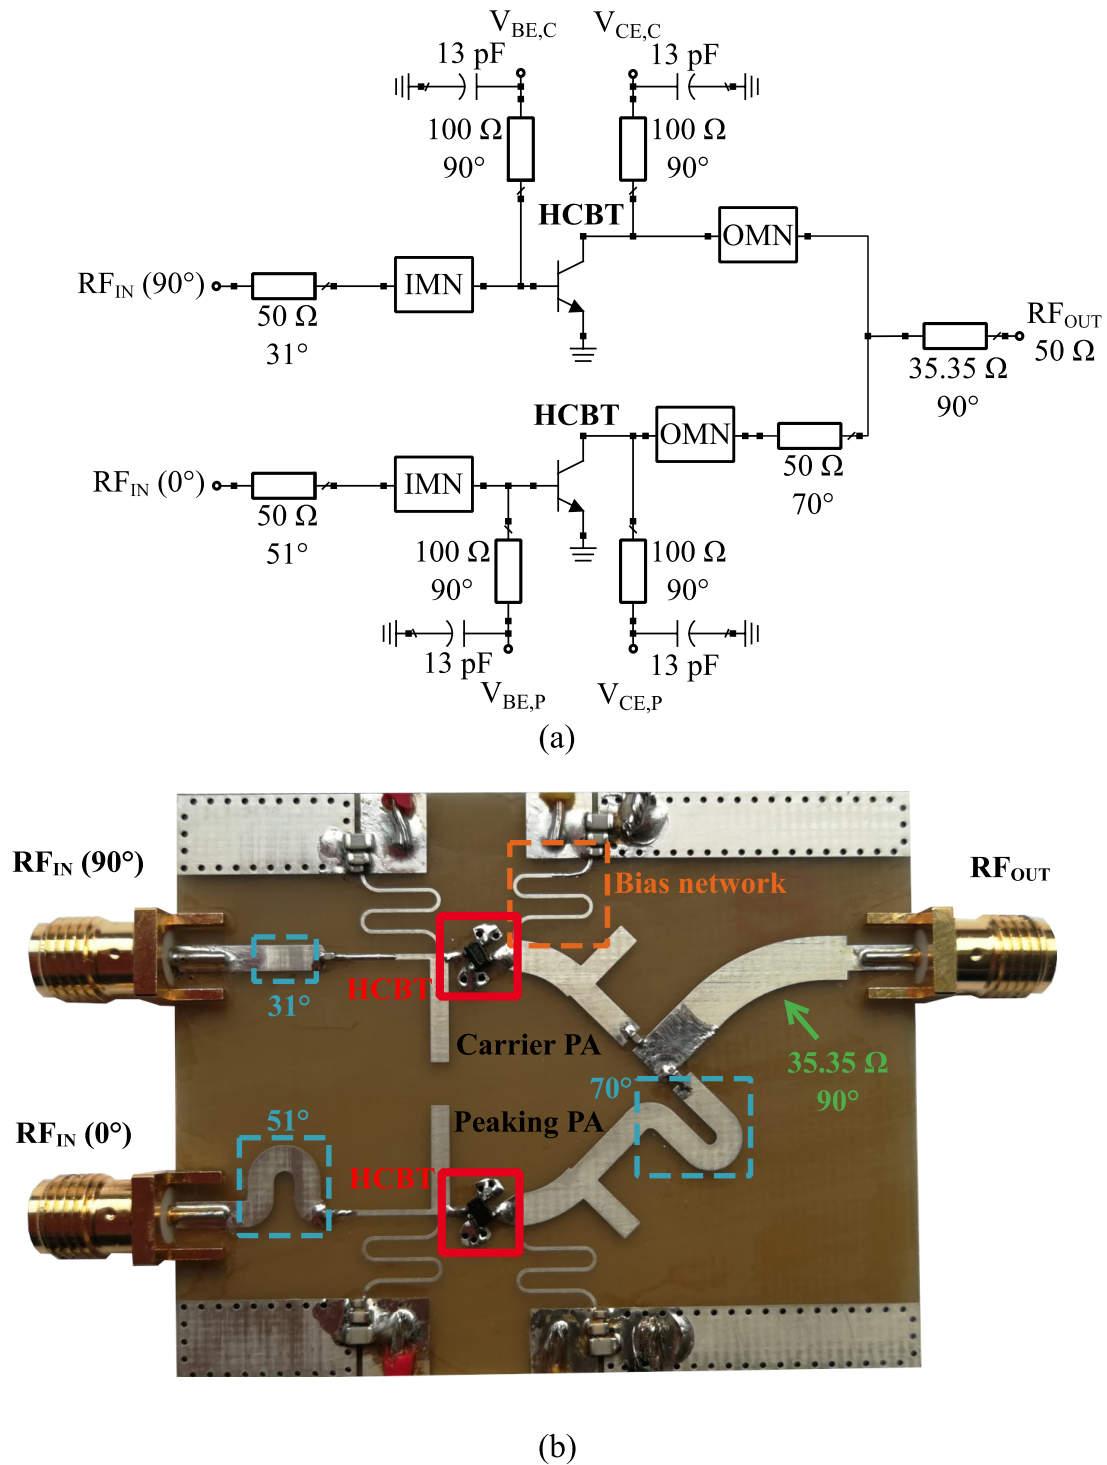 (a)
V_BE,C
V_CE,C
13 pF
13 pF
100 Ω
90°
100 Ω
90°
HCBT
OMN
RF_IN (90°)
IMN
50 Ω
31°
RF_OUT
50 Ω
35.35 Ω
90°
HCBT
OMN
RF_IN (0°)
IMN
50 Ω
70°
50 Ω
51°
100 Ω
90°
100 Ω
90°
13 pF
13 pF
V_BE,P
V_CE,P
(a)
RF_IN (90°)
RF_OUT
Bias network
HCBT
31°
Carrier PA
35.35 Ω
90°
70°
RF_IN (0°)
51°
Peaking PA
HCBT
(b)